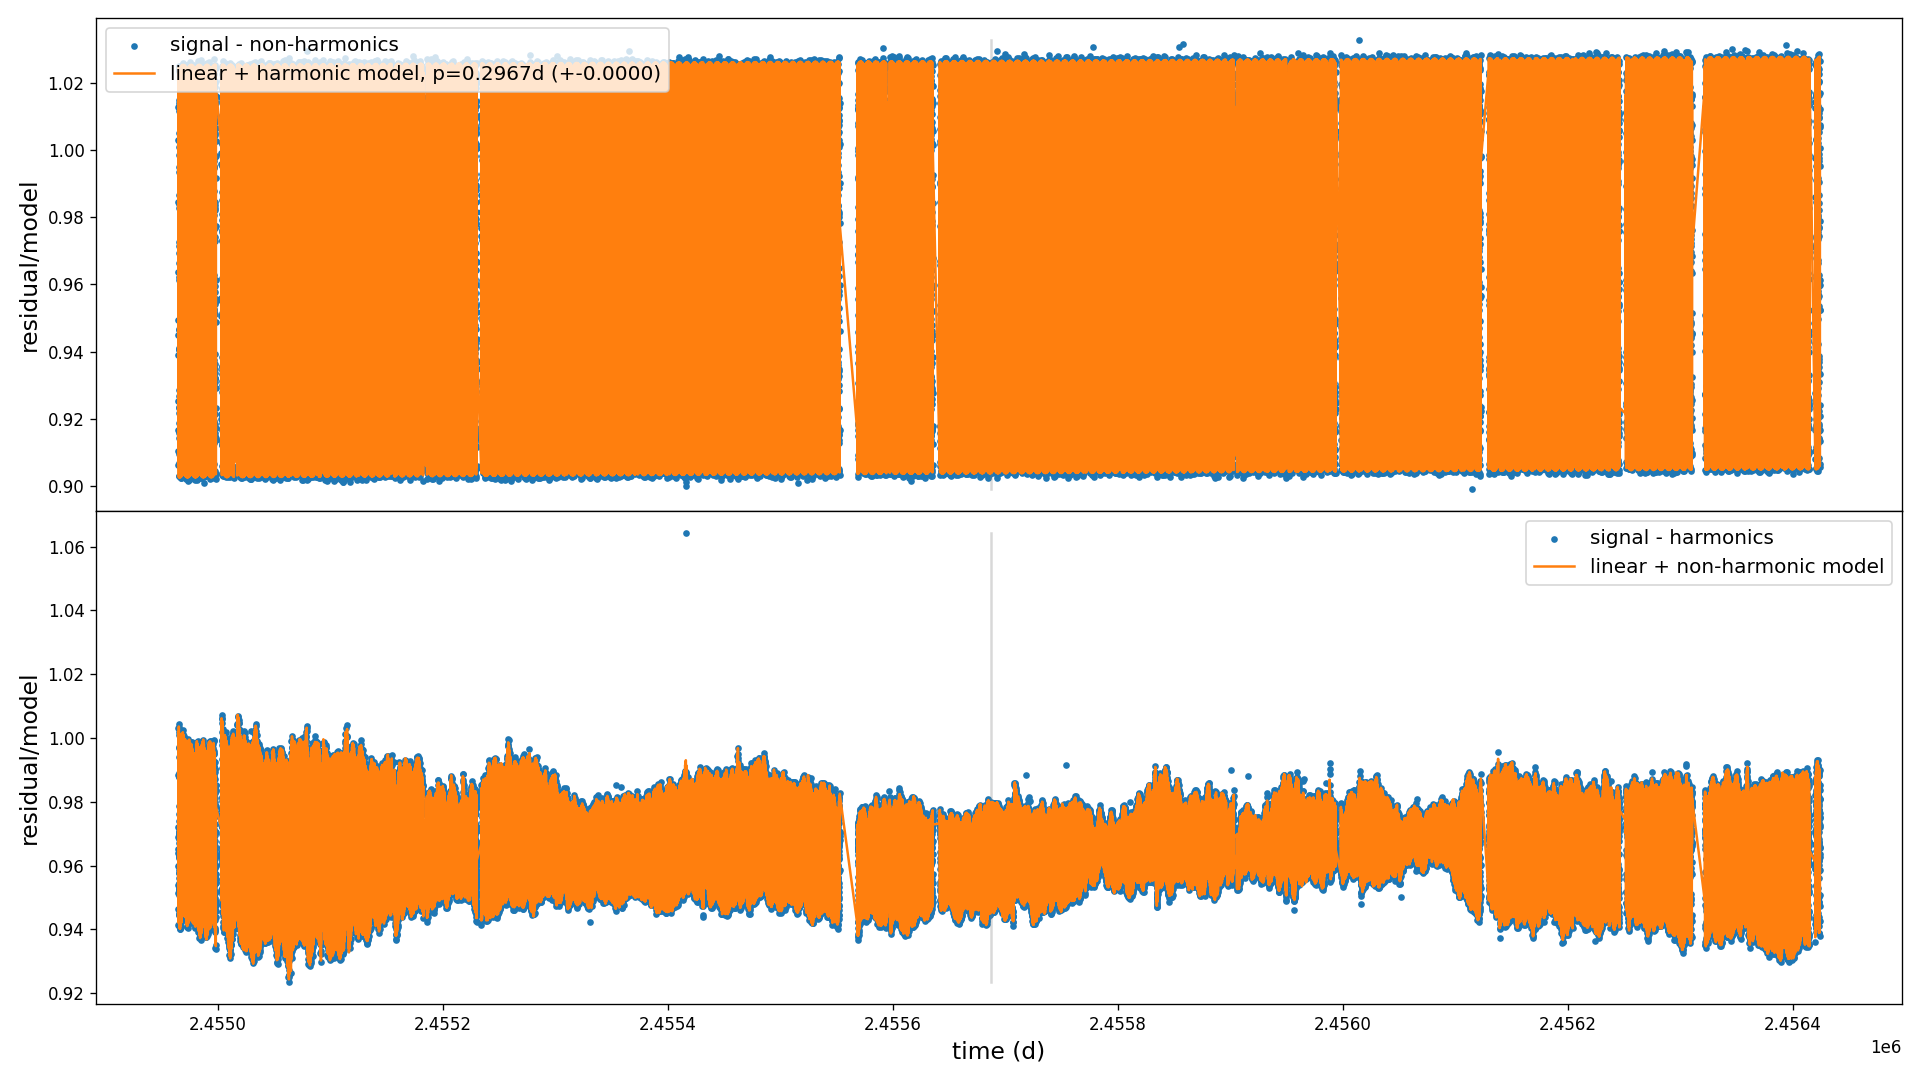 signal - non-harmonics
linear + harmonic model, p=0.2967d (+-0.0000)
residual/model
1.02
1.00
0.98
0.96
0.94
0.92
0.90
signal - harmonics
linear + non-harmonic model
residual/model
1.06
1.04
1.02
1.00
0.98
0.96
0.94
0.92
2.4550
2.4552
2.4554
2.4556
2.4558
2.4560
2.4562
2.4564
time (d)
1e6